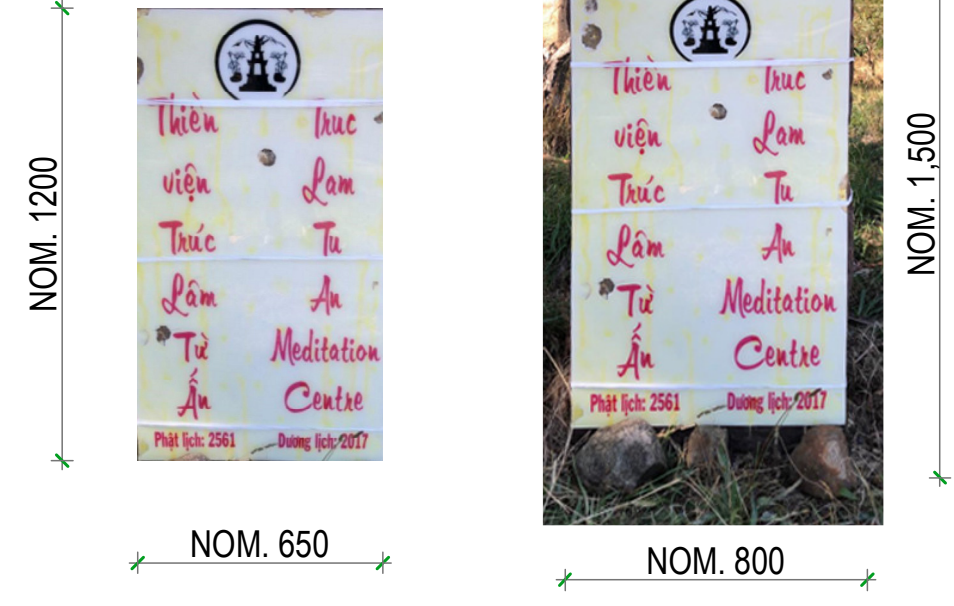 NOM. 1200
Thiền
viện
Trúc
Lâm
Từ
Ấn
Truc
Lam
Tu
An
Meditation
Centre
Phật lịch: 2561
Dương lịch: 2017
NOM. 650
Thiền
viện
Trúc
Lâm
Từ
Ấn
Truc
Lam
Tu
An
Meditation
Centre
Phật lịch: 2561
Dương lịch: 2017
NOM. 1,500
NOM. 800